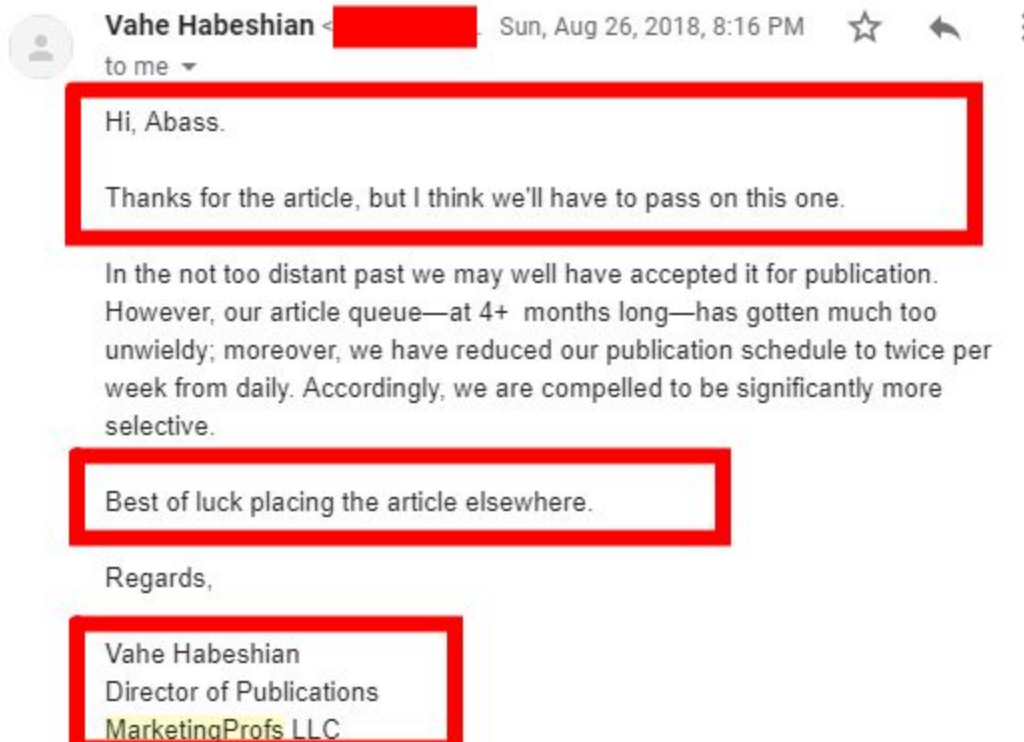 Vahe Habeshian < Sun, Aug 26, 2018, 8:16 PM
to me
Hi, Abass.
Thanks for the article, but I think we'll have to pass on this one.
In the not too distant past we may well have accepted it for publication.
However, our article queue—at 4+  months long—has gotten much too
unwieldy; moreover, we have reduced our publication schedule to twice per
week from daily. Accordingly, we are compelled to be significantly more
selective.
Best of luck placing the article elsewhere.
Regards,
Vahe Habeshian
Director of Publications
MarketingProfs LLC